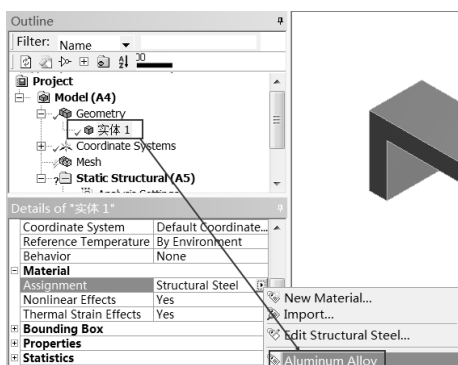 Outline
Filter: Name
Project
Model (A4)
Geometry
实体 1
Coordinate Systems
Mesh
Static Structural (A5)
Analysis Settings
Details of "实体 1"
Coordinate System Default Coordinate...
Reference Temperature By Environment
Behavior None
Material
Assignment Structural Steel
Nonlinear Effects Yes
Thermal Strain Effects Yes
Bounding Box
Properties
Statistics
New Material...
Import...
Edit Structural Steel...
Aluminum Alloy